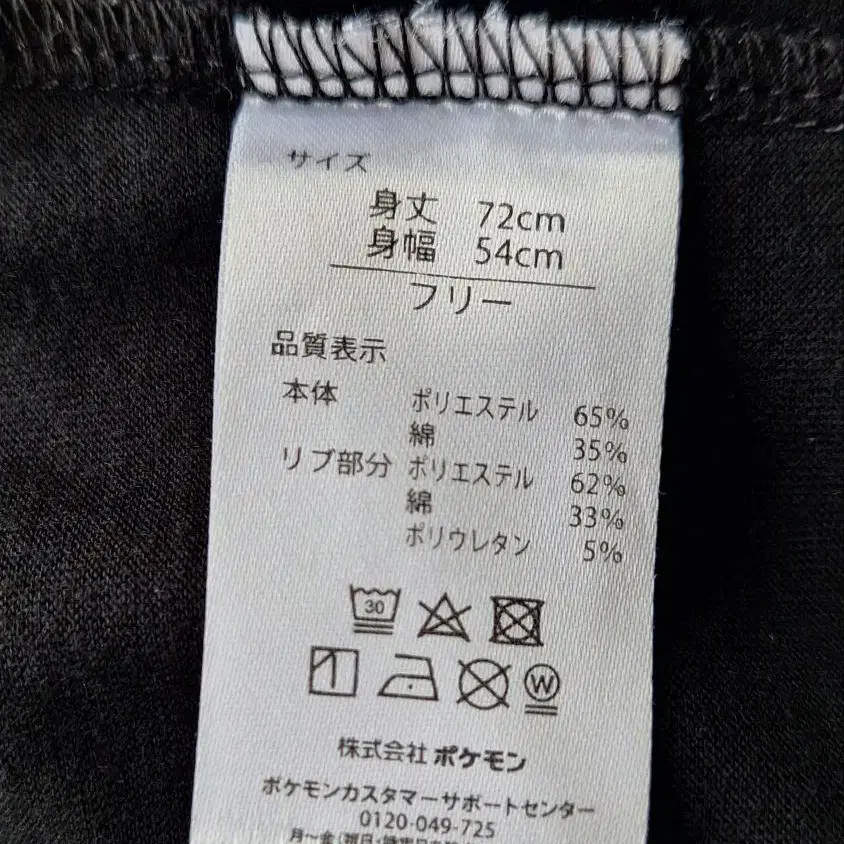 サイズ
身丈 72cm
身幅 54cm
フリー
品質表示
本体 ポリエステル 65%
綿 35%
リブ部分 ポリエステル 62%
綿 33%
ポリウレタン 5%
30
W
株式会社 ポケモン
ポケモンカスタマーサポートセンター
0120-049-725
月～金(祝日・